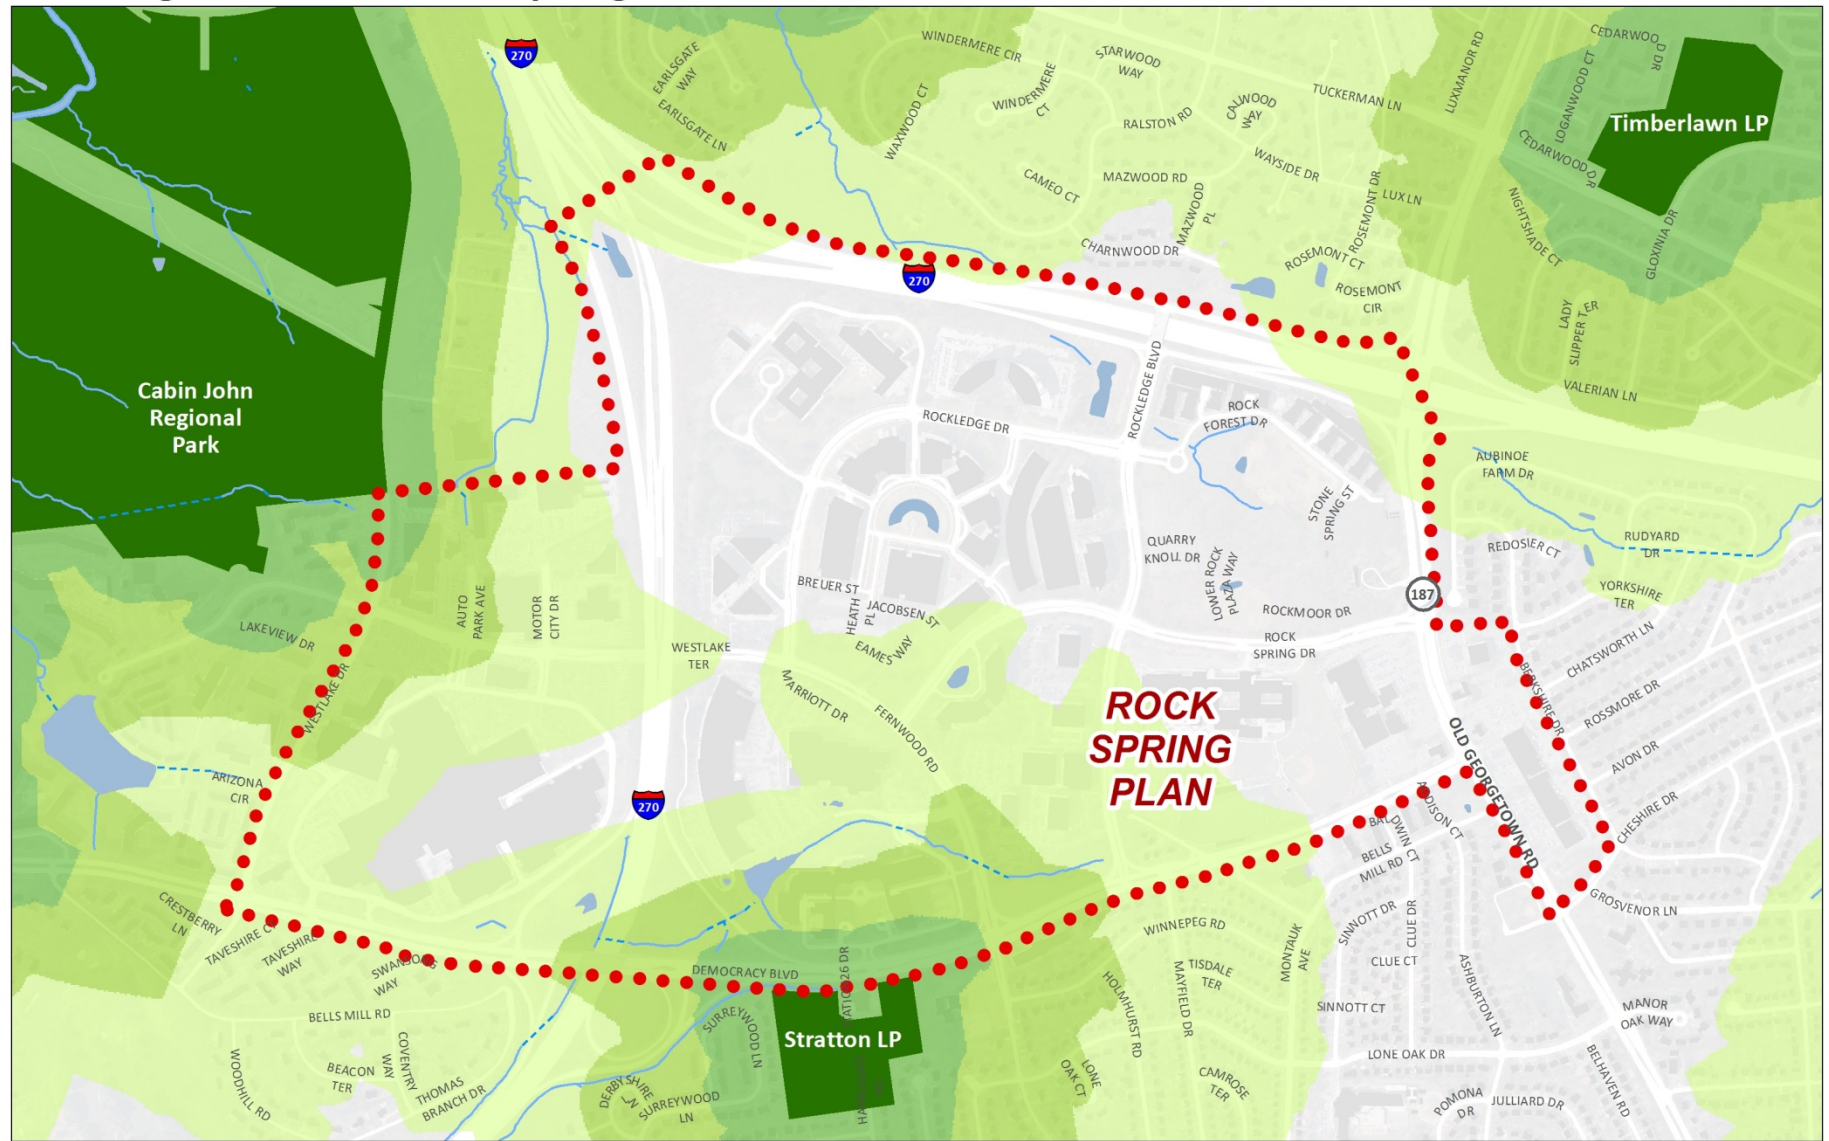 270
EARLSGATE
WAY
EARLSGATE LN
WINDERMERE CIR
STARWOOD
WAY
WINDERMERE
CT
WAXWOOD CT
RALSTON RD
CALWOOD
WAY
TUCKERMAN LN
LUXMANOR RD
CEDARWOOD DR
LOGANWOOD CT
Timberlawn LP
CEDARWOOD DR
WAYSIDE DR
CAMEO CT
MAZWOOD RD
MAZWOOD
PL
ROSEMONT DR
LUX LN
NIGHTSHADE CT
GLOXINIA DR
CHARNWOOD DR
ROSEMONT CT
ROSEMONT
CIR
270
LADY
SLIPPER TER
VALERIAN LN
Cabin John
Regional
Park
ROCKLEDGE DR
ROCKLEDGE BLVD
ROCK
FOREST DR
AUBINOE
FARM DR
STONE
SPRING ST
QUARRY
KNOLL DR
LOWER ROCK
PLAZA WAY
REDOSIER CT
RUDYARD
DR
YORKSHIRE
TER
BREUER ST
HEATH
PL
JACOBSEN ST
EAMES WAY
ROCKMOOR DR
187
ROCK
SPRING DR
AUTO
PARK AVE
MOTOR
CITY DR
LAKEVIEW DR
WESTLAKE
TER
WESTLAKE DR
MARRIOTT DR
FERNWOOD RD
ROCK
SPRING
PLAN
BERKSHIRE DR
CHATSWORTH LN
ROSSMORE DR
AVON DR
CHESHIRE DR
OLD GEORGETOWN RD
ARIZONA
CIR
270
ADISON CT
BALDWIN CT
BELLS
MILL RD
GROSVENOR LN
CRESTBERRY
LN
TAVESHIRE CT
TAVESHIRE
WAY
SWANSONG
WAY
DEMOCRACY BLVD
STATION 26 DR
WINNEPEG RD
MONTAUK
AVE
SINNOTT DR
CLUE DR
CLUE CT
TISDALE
TER
MAYFIELD DR
HOLMHURST RD
ASHBURTON LN
SINNOTT CT
MANOR
OAK WAY
BELLS MILL RD
SURREYWOOD LN
Stratton LP
WOODHILL RD
BEACON
TER
COVENTRY
WAY
THOMAS
BRANCH DR
DERBYSHIRE
LN
SURREYWOOD
LN
LONE
OAK CT
CAMROSE
TER
LONE OAK DR
BELHAVEN RD
POMONA
DR
JULLIARD DR